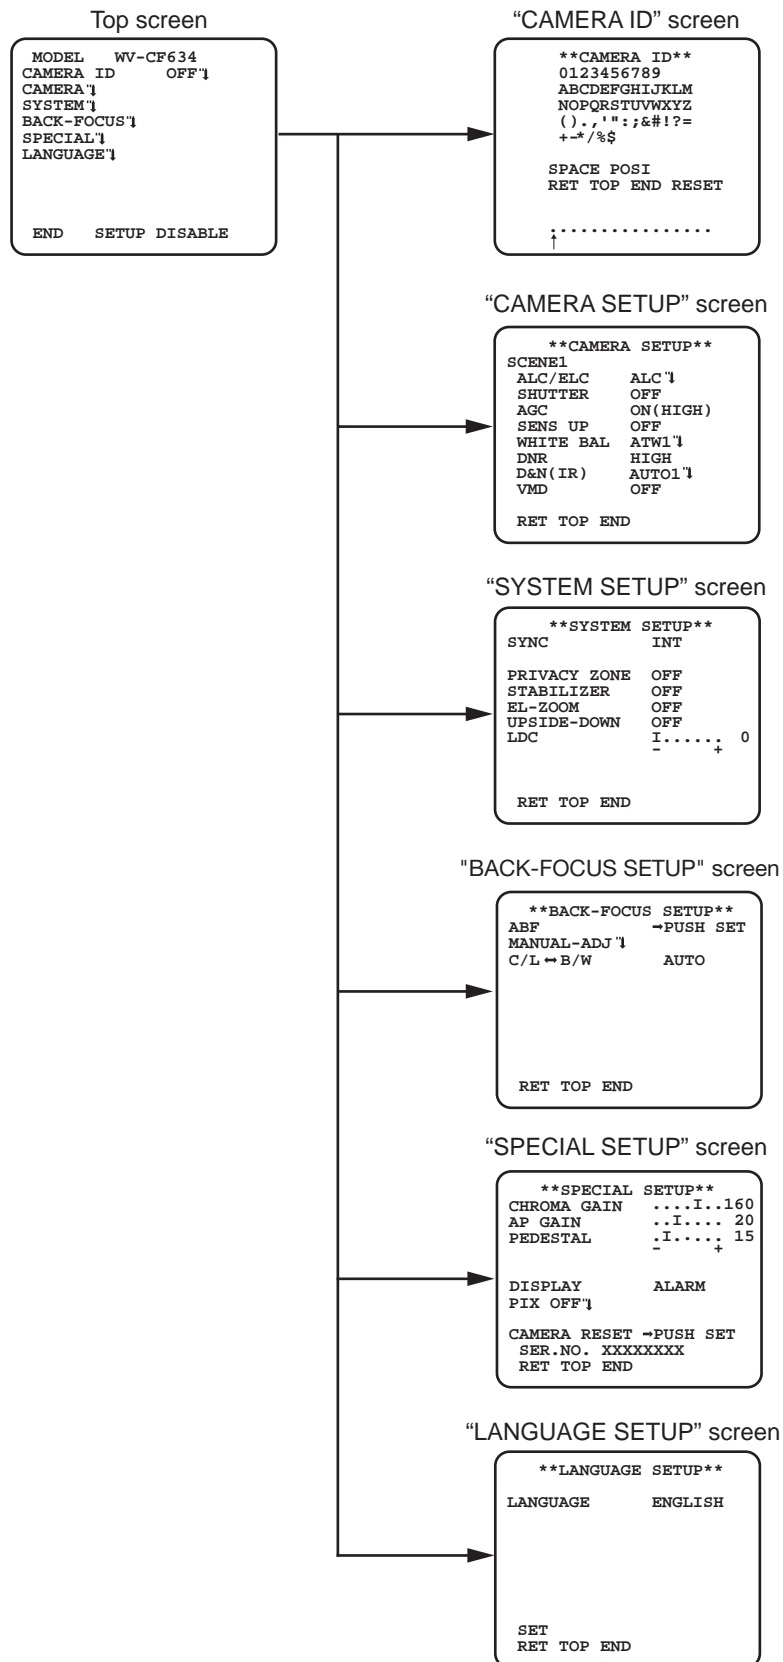 Top screen
MODEL WV-CF634
CAMERA ID OFF
CAMERA
SYSTEM
BACK-FOCUS
SPECIAL
LANGUAGE
END SETUP DISABLE
“CAMERA ID” screen
**CAMERA ID**
0123456789
ABCDEFGHIJKLM
NOPQRSTUVWXYZ
().,'":;&#!?=
+-*/%$
SPACE POSI
RET TOP END RESET
................
↑
“CAMERA SETUP” screen
**CAMERA SETUP**
SCENE1
ALC/ELC ALC
SHUTTER OFF
AGC ON(HIGH)
SENS UP OFF
WHITE BAL ATW1
DNR HIGH
D&N(IR) AUTO1
VMD OFF
RET TOP END
“SYSTEM SETUP” screen
**SYSTEM SETUP**
SYNC INT
PRIVACY ZONE OFF
STABILIZER OFF
EL-ZOOM OFF
UPSIDE-DOWN OFF
LDC I...... 0
- +
RET TOP END
"BACK-FOCUS SETUP" screen
**BACK-FOCUS SETUP**
ABF →PUSH SET
MANUAL-ADJ
C/L↔B/W AUTO
RET TOP END
“SPECIAL SETUP” screen
**SPECIAL SETUP**
CHROMA GAIN ....I..160
AP GAIN ..I.... 20
PEDESTAL .I..... 15
- +
DISPLAY ALARM
PIX OFF
CAMERA RESET →PUSH SET
SER.NO. XXXXXXXX
RET TOP END
“LANGUAGE SETUP” screen
**LANGUAGE SETUP**
LANGUAGE ENGLISH
SET
RET TOP END